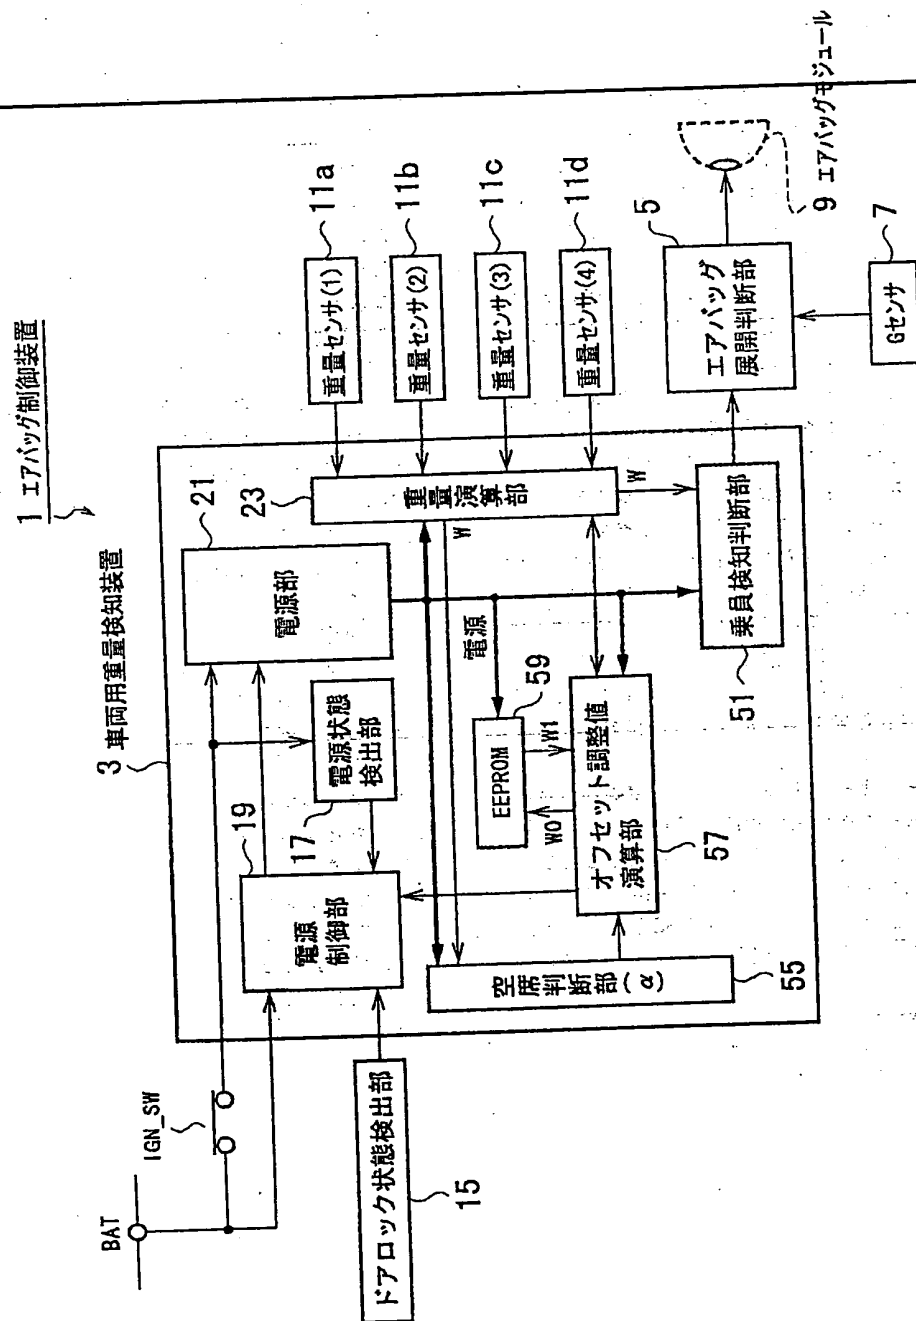 1 エアバッグ制御装置
3 車両用重量検知装置
BAT
IGN_SW
19
電源
制御部
17
電源状態
検出部
21
電源部
23
重量演算部
W
W
重量センサ(1)
11a
重量センサ(2)
11b
重量センサ(3)
11c
重量センサ(4)
11d
ドアロック状態検出部
15
空席判断部(α)
55
電源
EEPROM
59
W0
W1
オフセット調整値
演算部
57
乗員検知判断部
51
エアバッグ
展開判断部
5
Gセンサ
7
9 エアバッグモジュール